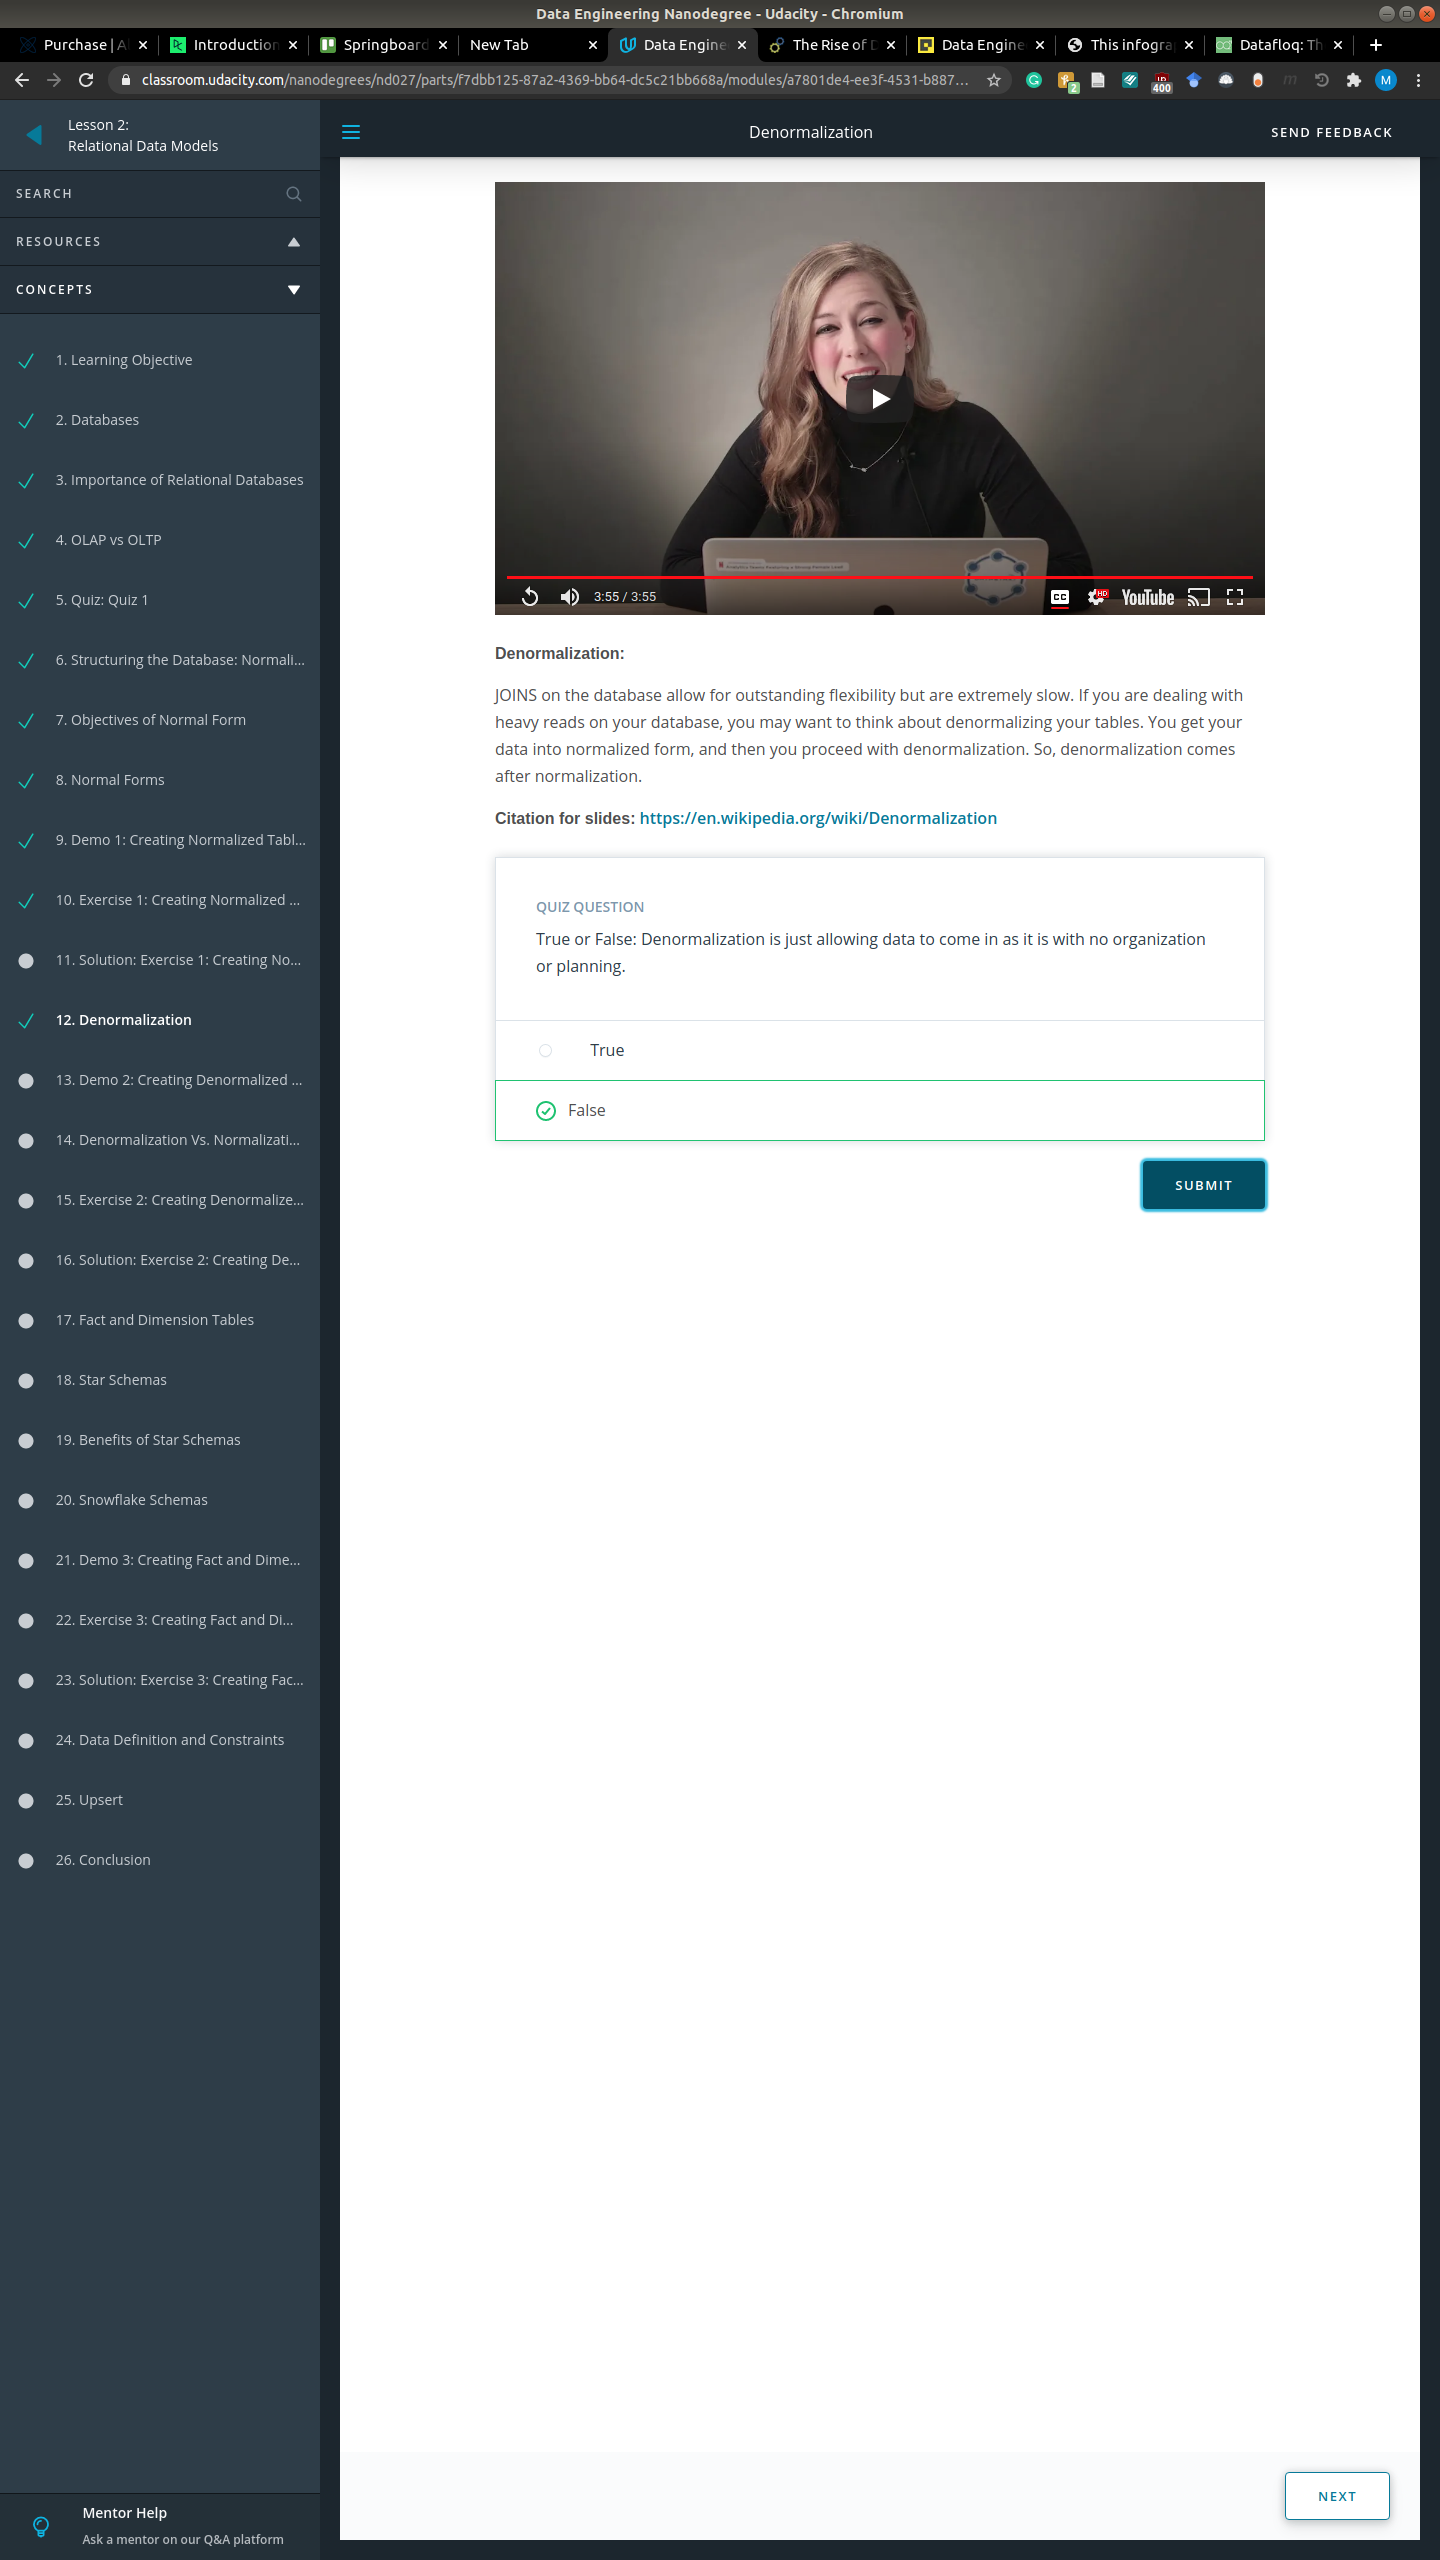 Data Engineering Nanodegree - Udacity - Chromium
Purchase | A
Introduction
Springboard
New Tab
Data Engine
The Rise of D
Data Engine
This infogra
Datafloq: Th
classroom.udacity.com/nanodegrees/nd027/parts/f7dbb125-87a2-4369-bb64-dc5c21bb668a/modules/a7801de4-ee3f-4531-b887...
2
400
M
Lesson 2:
Relational Data Models
Denormalization
SEND FEEDBACK
SEARCH
RESOURCES
CONCEPTS
1. Learning Objective
2. Databases
3. Importance of Relational Databases
4. OLAP vs OLTP
5. Quiz: Quiz 1
6. Structuring the Database: Normali...
7. Objectives of Normal Form
8. Normal Forms
9. Demo 1: Creating Normalized Tabl...
10. Exercise 1: Creating Normalized ...
11. Solution: Exercise 1: Creating No...
12. Denormalization
13. Demo 2: Creating Denormalized ...
14. Denormalization Vs. Normalizati...
15. Exercise 2: Creating Denormalize...
16. Solution: Exercise 2: Creating De...
17. Fact and Dimension Tables
18. Star Schemas
19. Benefits of Star Schemas
20. Snowflake Schemas
21. Demo 3: Creating Fact and Dime...
22. Exercise 3: Creating Fact and Di...
23. Solution: Exercise 3: Creating Fac...
24. Data Definition and Constraints
25. Upsert
26. Conclusion
Mentor Help
Ask a mentor on our Q&A platform
3:55 / 3:55
CC
HD
YouTube
Denormalization:
JOINS on the database allow for outstanding flexibility but are extremely slow. If you are dealing with
heavy reads on your database, you may want to think about denormalizing your tables. You get your
data into normalized form, and then you proceed with denormalization. So, denormalization comes
after normalization.
Citation for slides: https://en.wikipedia.org/wiki/Denormalization
QUIZ QUESTION
True or False: Denormalization is just allowing data to come in as it is with no organization
or planning.
True
False
SUBMIT
NEXT